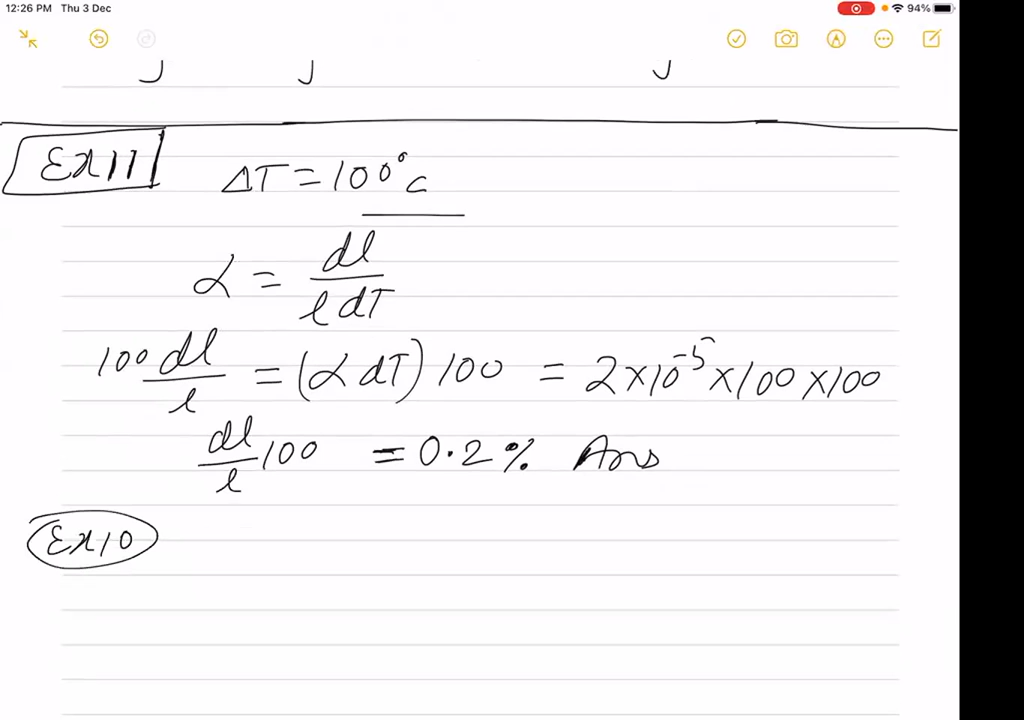 12:26 PM Thu 3 Dec 94%
Ex 11 ΔT = 100°c
α = dl / l dT
100 dl / l = (α dT) 100 = 2 × 10⁻⁵ × 100 × 100
dl / l 100 = 0.2% Ans
Ex 10